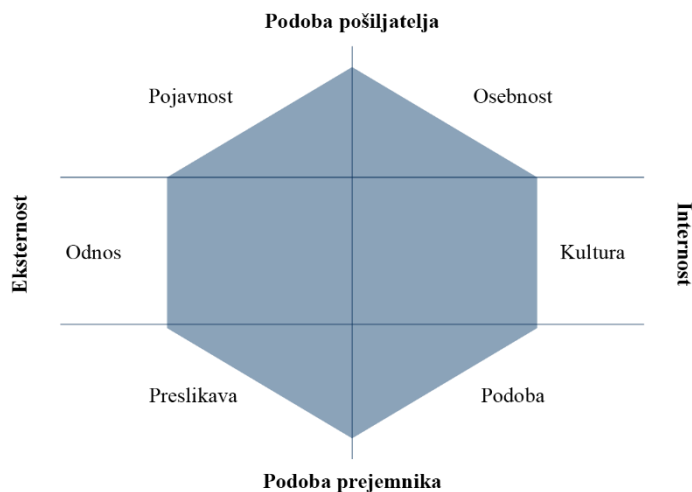 Podoba pošiljatelja
Pojavnost
Osebnost
Eksternost
Internost
Odnos
Kultura
Preslikava
Podoba
Podoba prejemnika